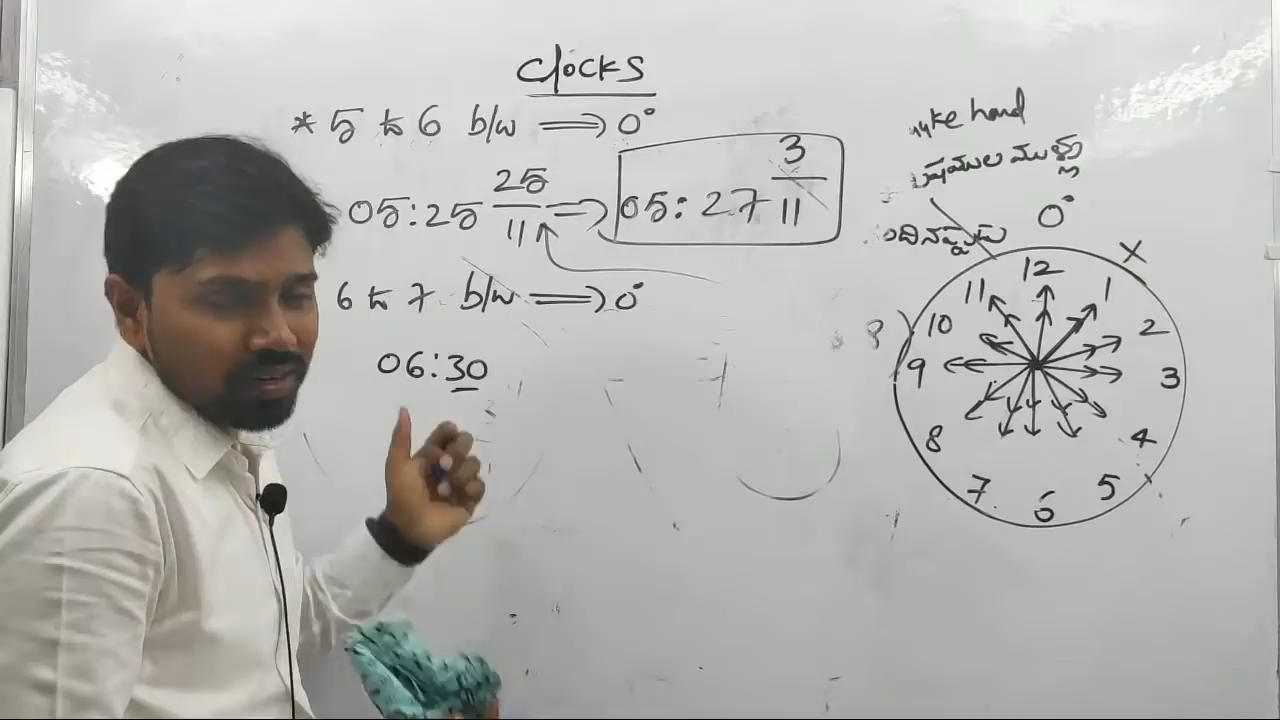 Clocks
* 5 to 6 b/w ⟹ 0°
05:25 25/11 ⟹ 05:27 3/11
6 to 7 b/w ⟹ 0°
06:30
hand
0°
X
12
11 1
10 2
9 3
8 4
7 5
6